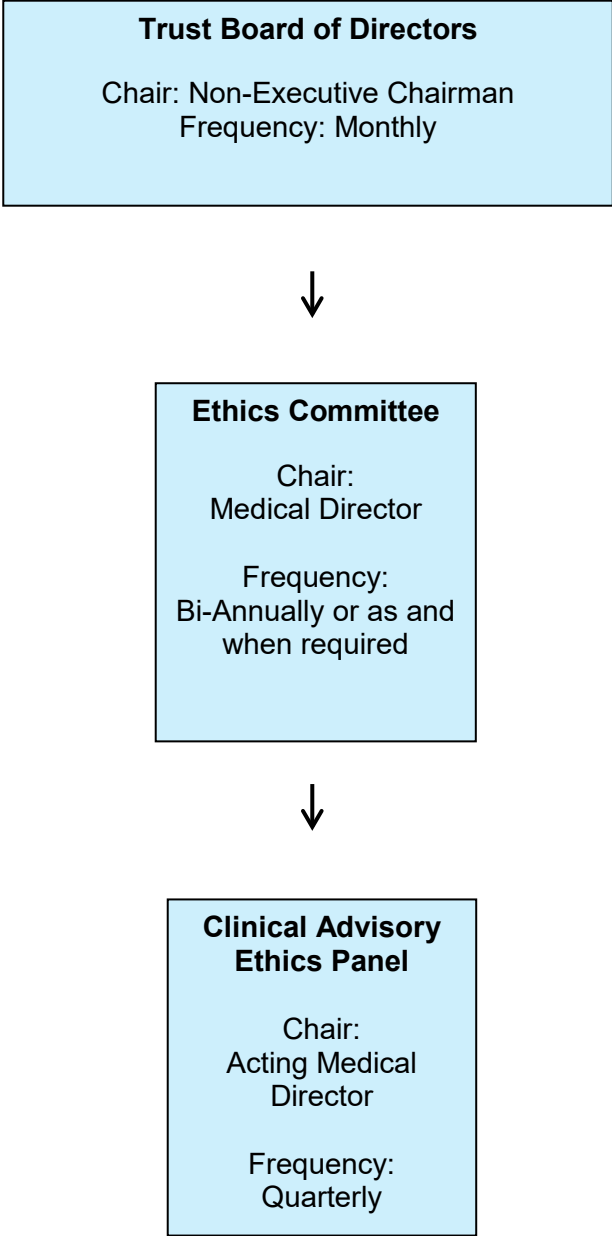 Trust Board of Directors
Chair: Non-Executive Chairman
Frequency: Monthly
Ethics Committee
Chair:
Medical Director
Frequency:
Bi-Annually or as and
when required
Clinical Advisory
Ethics Panel
Chair:
Acting Medical
Director
Frequency:
Quarterly